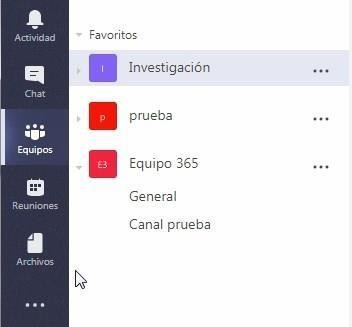 Actividad
Chat
Equipos
Reuniones
Archivos
Favoritos
I Investigación
p prueba
E3 Equipo 365
General
Canal prueba